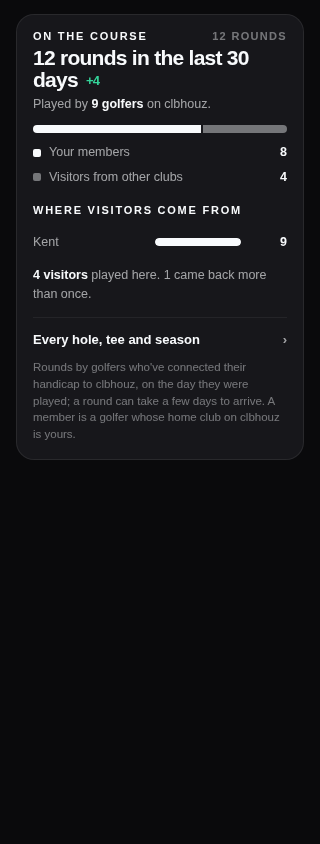 ON THE COURSE 12 ROUNDS
12 rounds in the last 30
days +4
Played by 9 golfers on clbhouz.
Your members 8
Visitors from other clubs 4
WHERE VISITORS COME FROM
Kent 9
4 visitors played here. 1 came back more
than once.
Every hole, tee and season ›
Rounds by golfers who've connected their
handicap to clbhouz, on the day they were
played; a round can take a few days to arrive. A
member is a golfer whose home club on clbhouz
is yours.